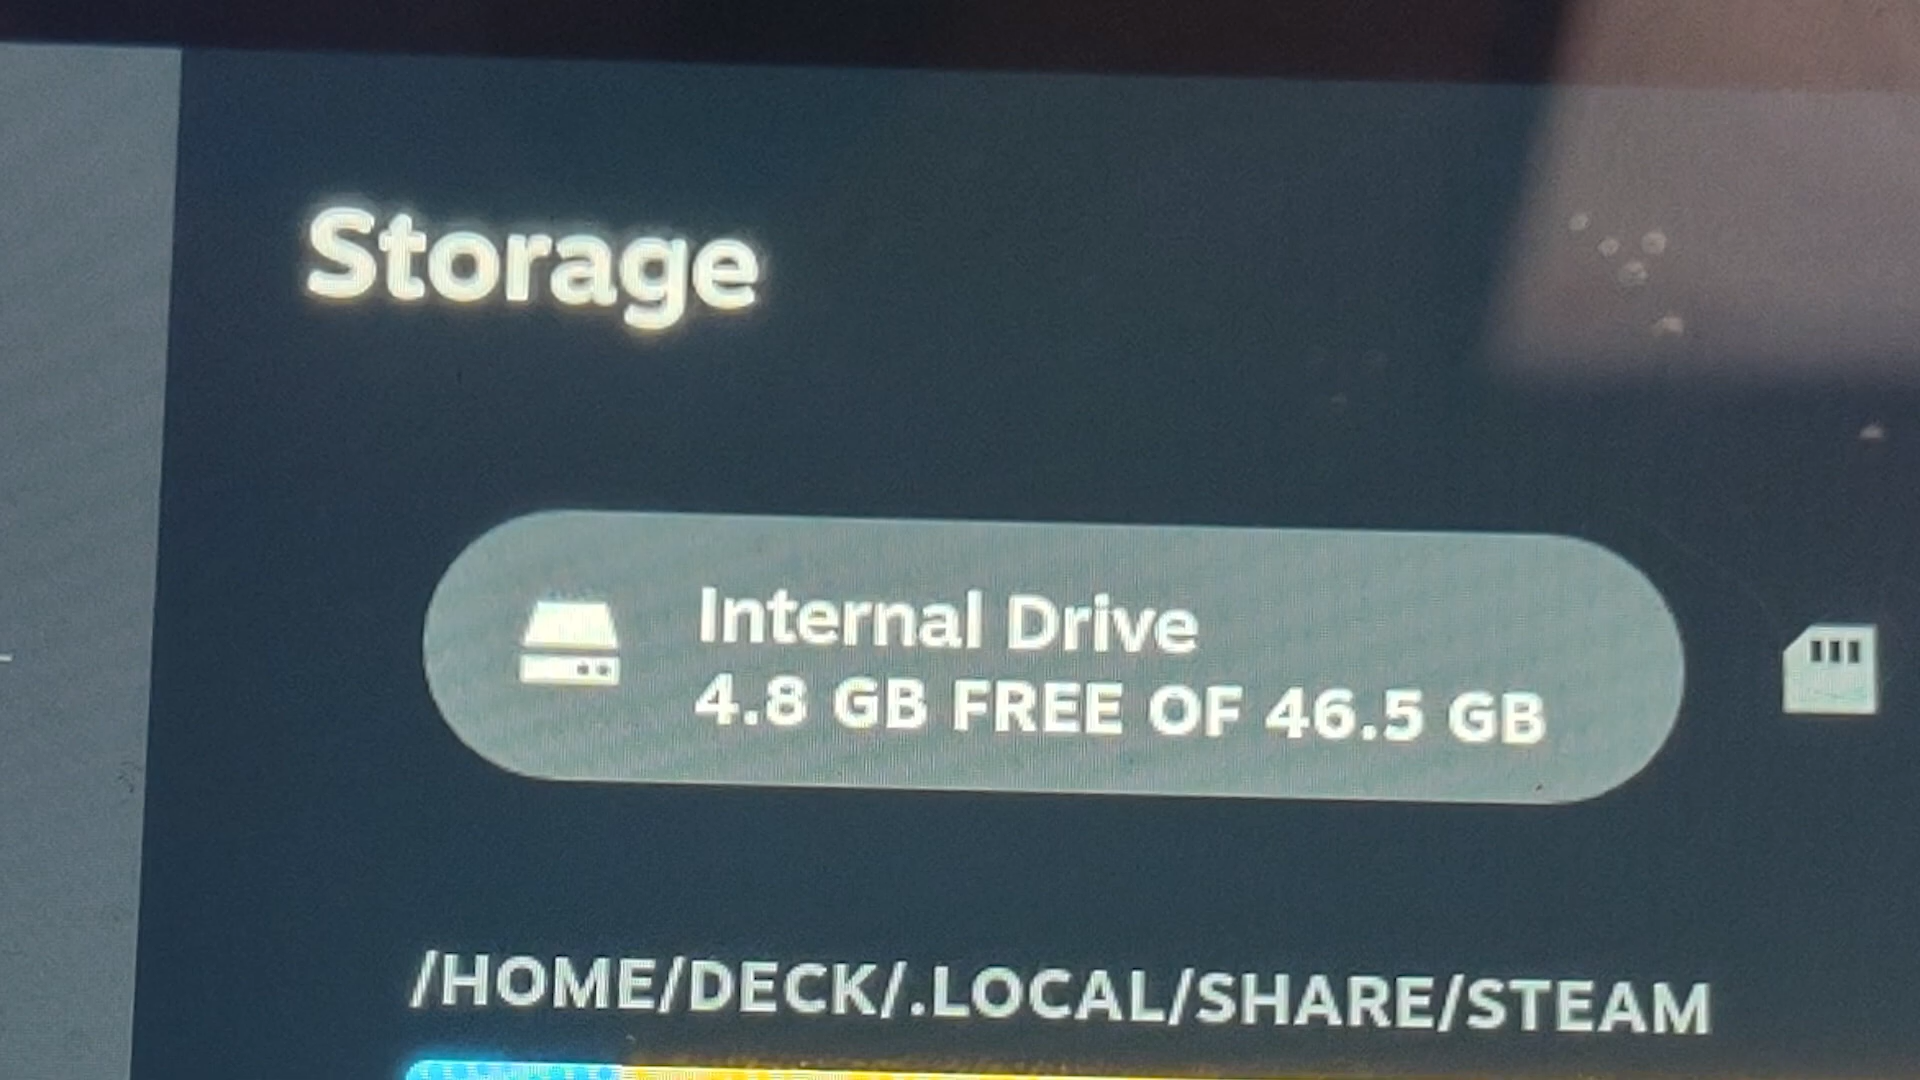 Storage
Internal Drive
4.8 GB FREE OF 46.5 GB
/HOME/DECK/.LOCAL/SHARE/STEAM